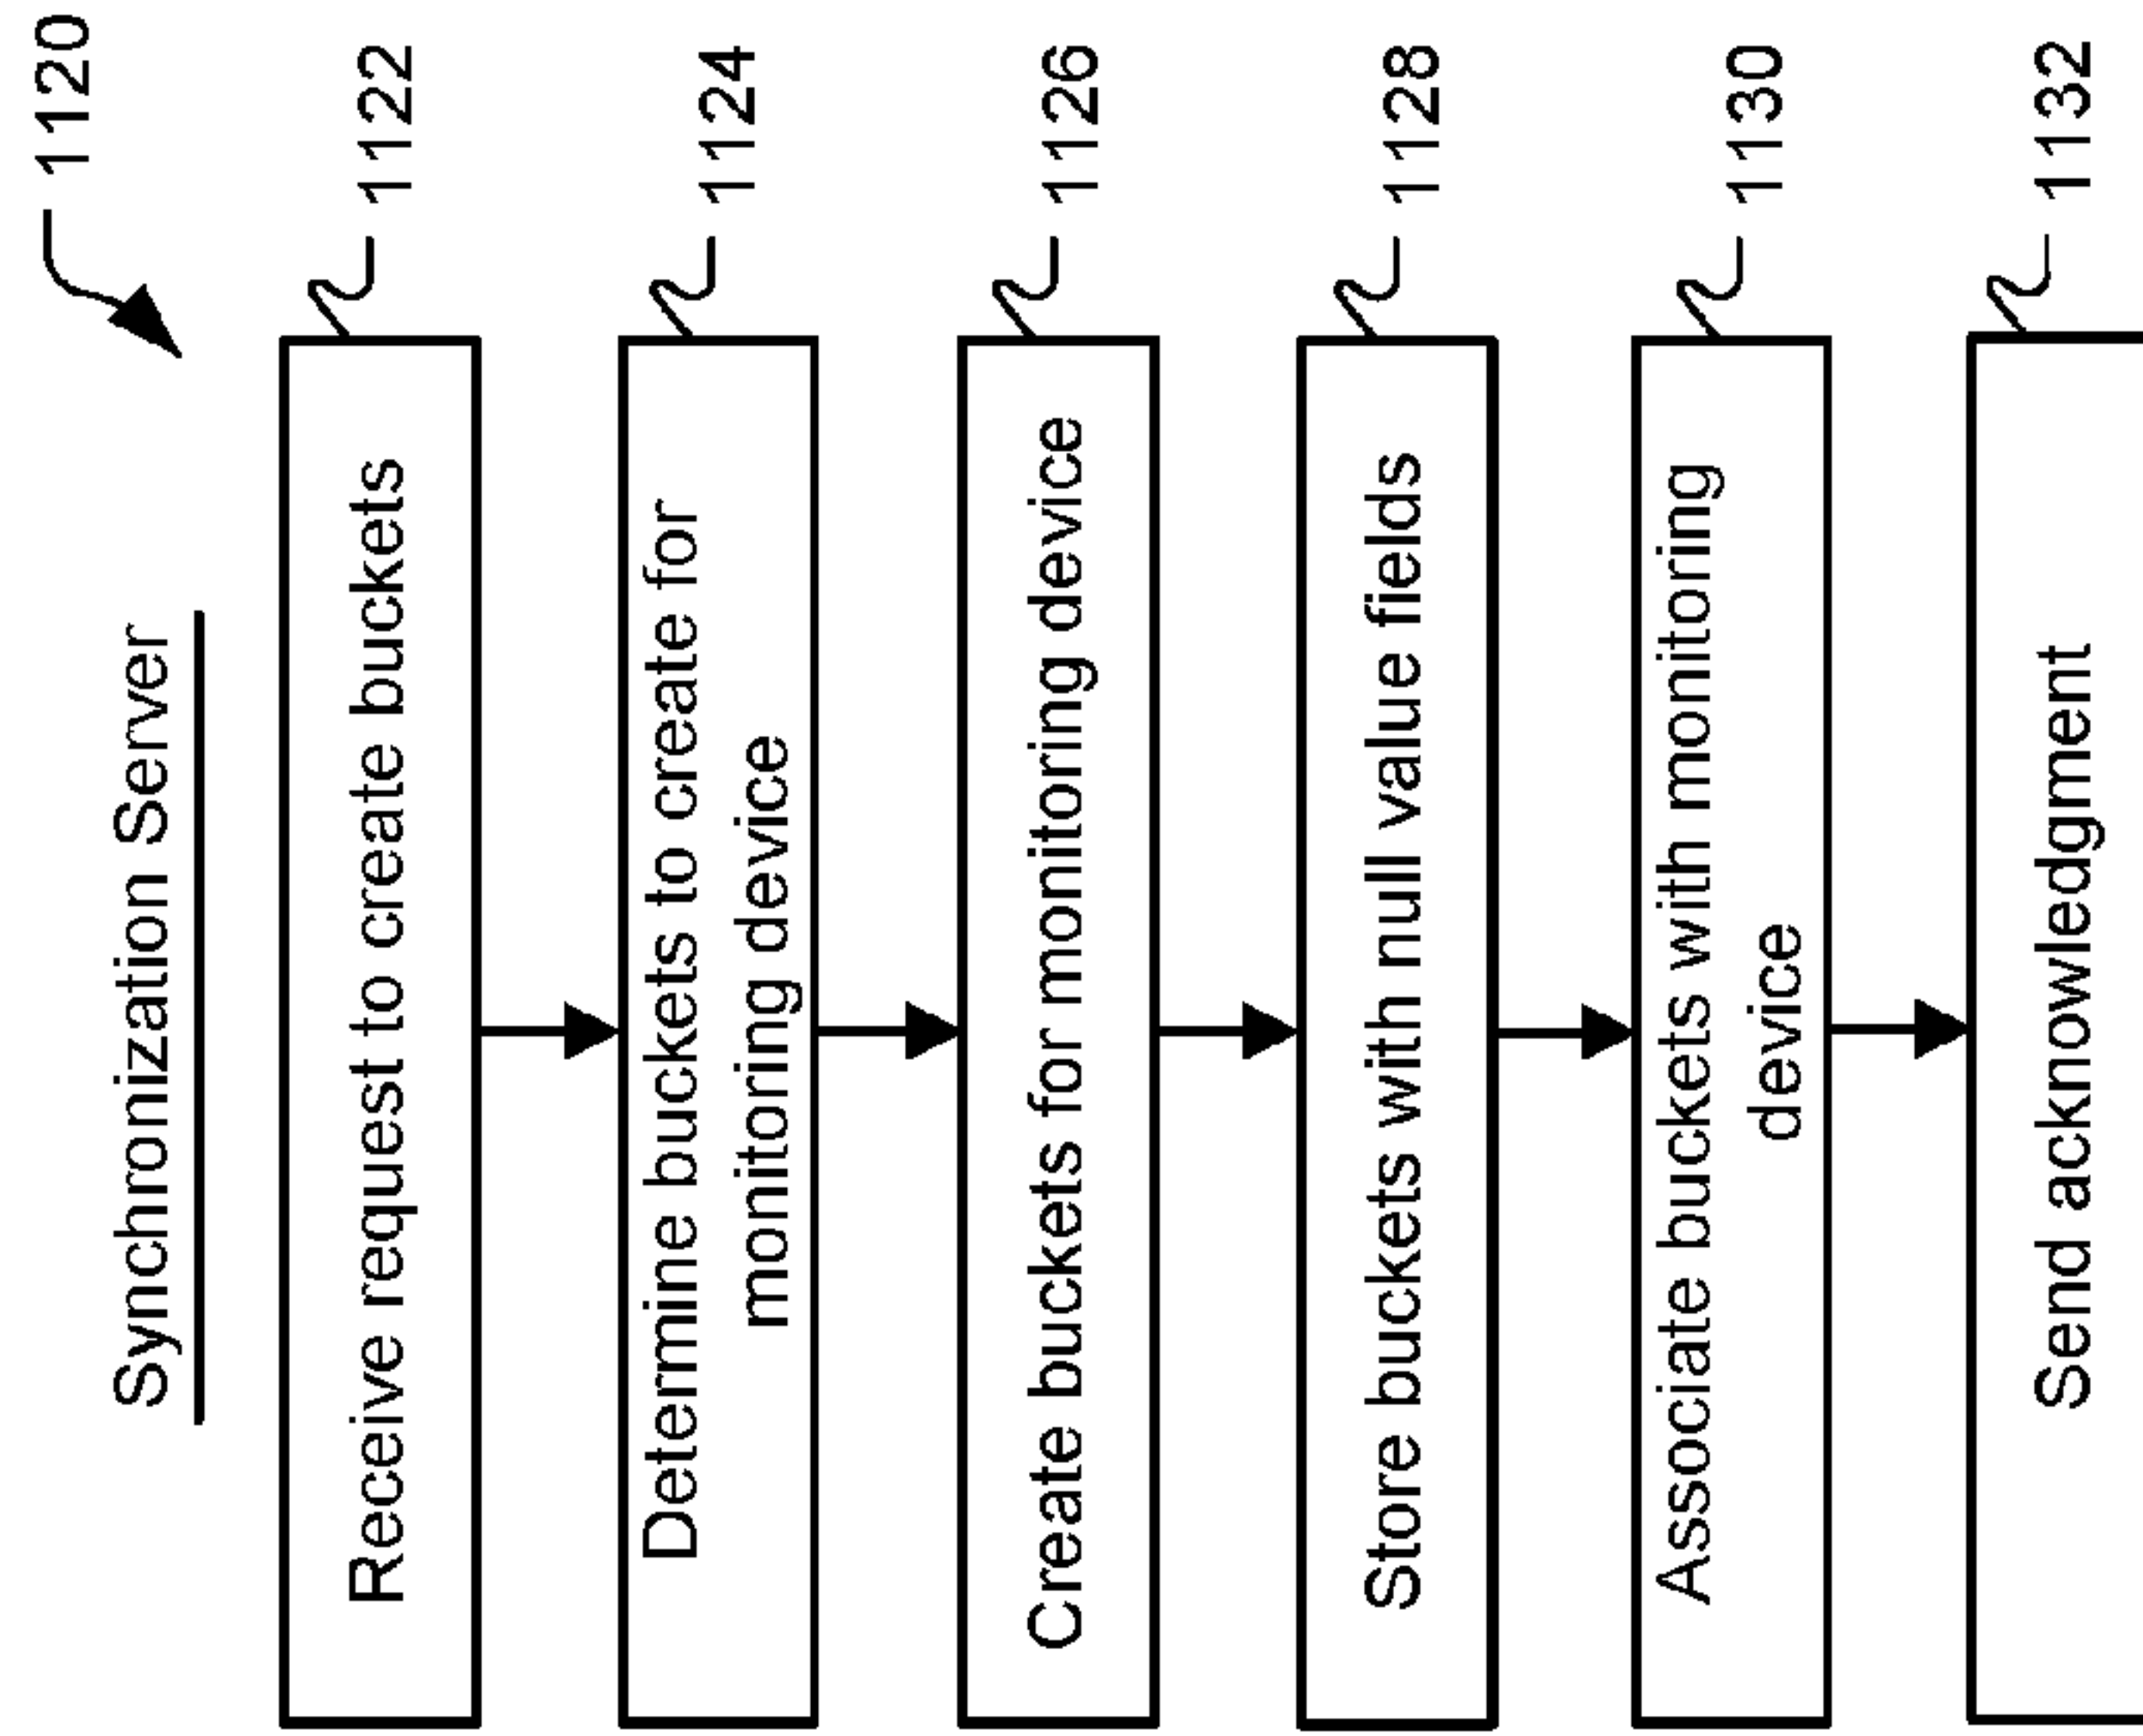 1120
Synchronization Server
Receive request to create buckets
1122
Determine buckets to create for
monitoring device
1124
Create buckets for monitoring device
1126
Store buckets with null value fields
1128
Associate buckets with monitoring
device
1130
Send acknowledgment
1132